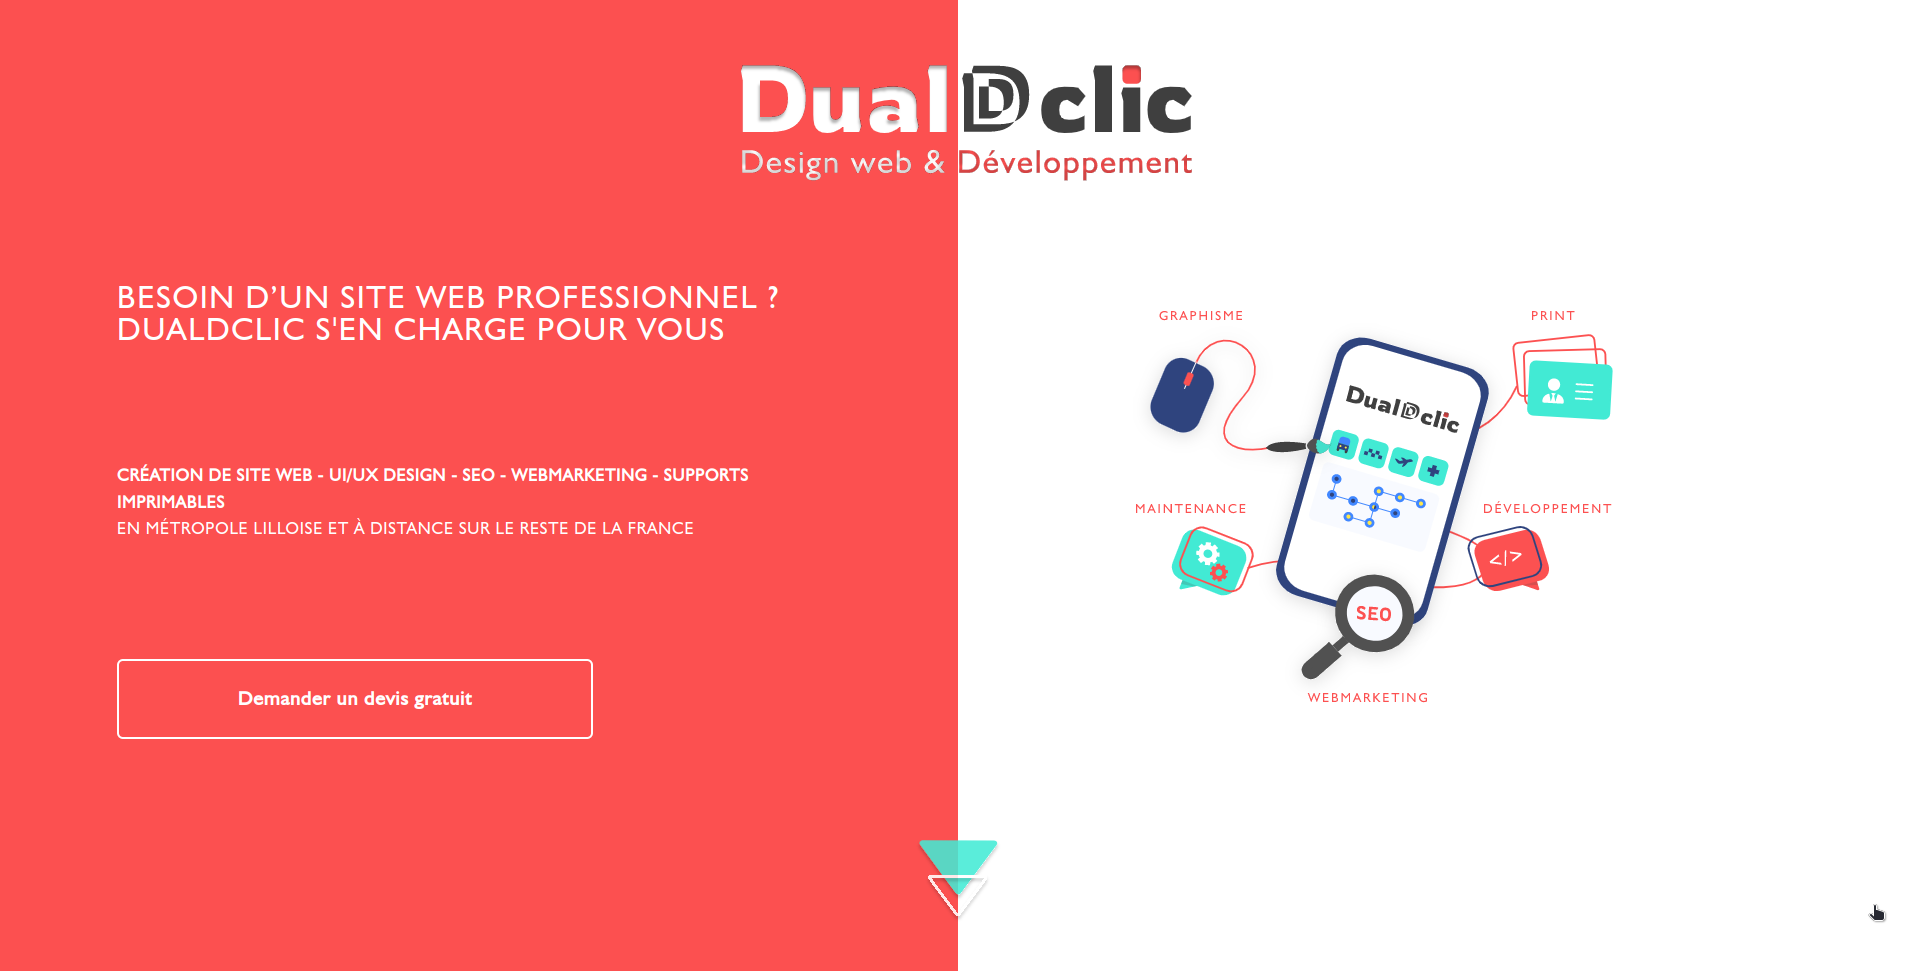 DualDclic
Design web & Développement
BESOIN D’UN SITE WEB PROFESSIONNEL ?
DUALDCLIC S'EN CHARGE POUR VOUS
CRÉATION DE SITE WEB - UI/UX DESIGN - SEO - WEBMARKETING - SUPPORTS
IMPRIMABLES
EN MÉTROPOLE LILLOISE ET À DISTANCE SUR LE RESTE DE LA FRANCE
Demander un devis gratuit
GRAPHISME
PRINT
DualDclic
MAINTENANCE
DÉVELOPPEMENT
</>
SEO
WEBMARKETING